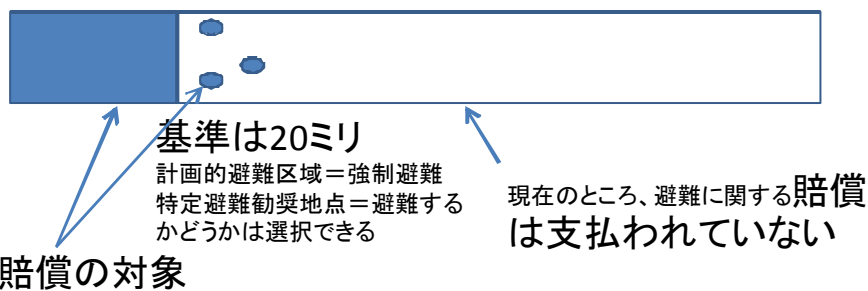 基準は20ミリ
計画的避難区域＝強制避難
特定避難勧奨地点＝避難する
かどうかは選択できる
現在のところ、避難に関する賠償
は支払われていない
賠償の対象